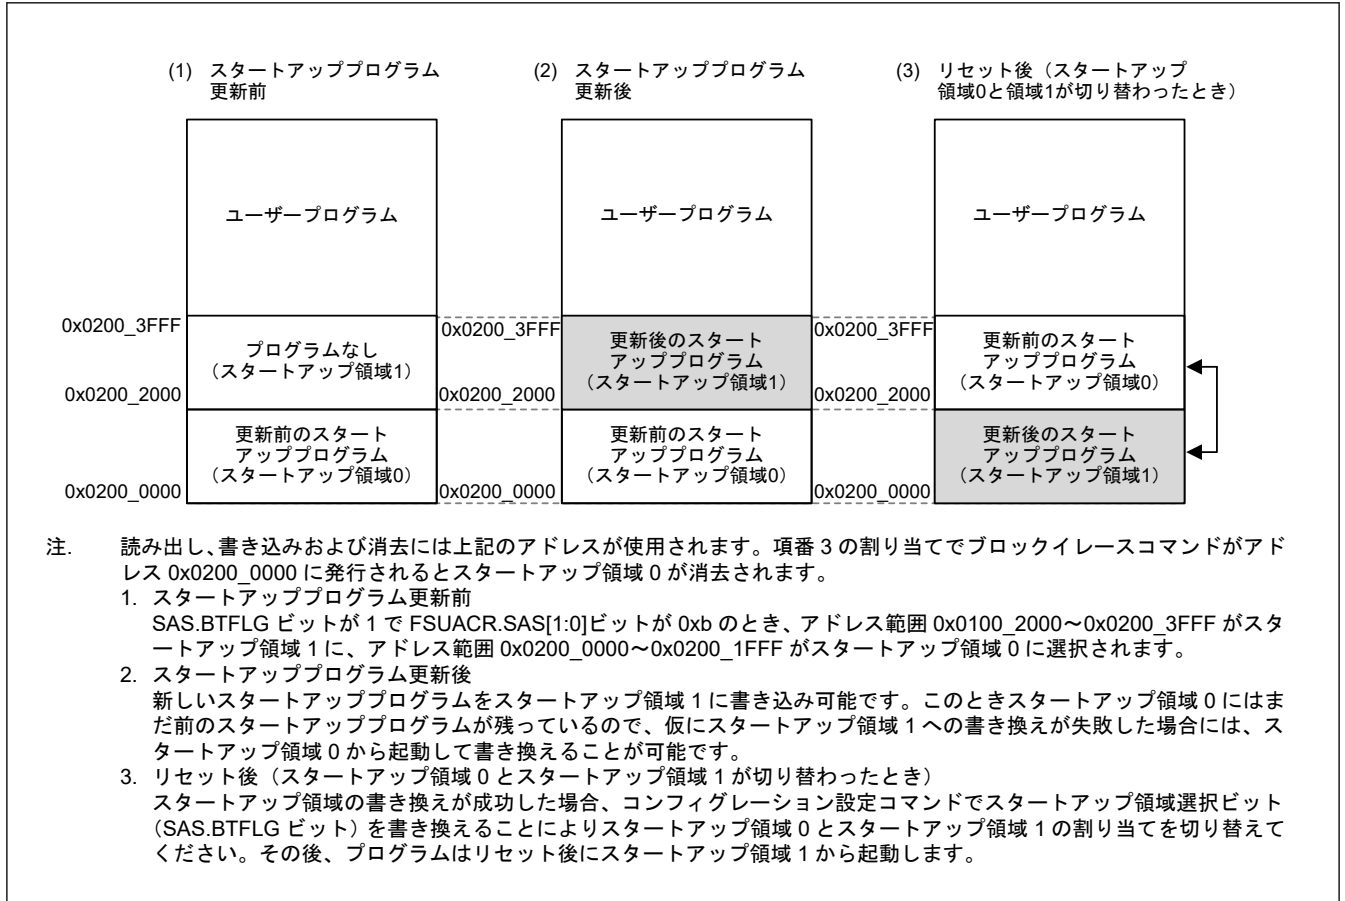 (1) スタートアッププログラム
更新前
(2) スタートアッププログラム
更新後
(3) リセット後（スタートアップ
領域0と領域1が切り替わったとき）
ユーザープログラム
ユーザープログラム
ユーザープログラム
0x0200_3FFF
0x0200_3FFF
0x0200_3FFF
プログラムなし
（スタートアップ領域1）
更新後のスタート
アッププログラム
（スタートアップ領域1）
更新前のスタート
アッププログラム
（スタートアップ領域0）
0x0200_2000
0x0200_2000
0x0200_2000
更新前のスタート
アッププログラム
（スタートアップ領域0）
更新前のスタート
アッププログラム
（スタートアップ領域0）
更新後のスタート
アッププログラム
（スタートアップ領域1）
0x0200_0000
0x0200_0000
0x0200_0000
注. 読み出し、書き込みおよび消去には上記のアドレスが使用されます。項番 3 の割り当てでブロックイレースコマンドがアド
レス 0x0200_0000 に発行されるとスタートアップ領域 0 が消去されます。
1. スタートアッププログラム更新前
SAS.BTFLG ビットが 1 で FSUACR.SAS[1:0]ビットが 0xb のとき、アドレス範囲 0x0100_2000～0x0200_3FFF がスタ
ートアップ領域 1 に、アドレス範囲 0x0200_0000～0x0200_1FFF がスタートアップ領域 0 に選択されます。
2. スタートアッププログラム更新後
新しいスタートアッププログラムをスタートアップ領域 1 に書き込み可能です。このときスタートアップ領域 0 にはま
だ前のスタートアッププログラムが残っているので、仮にスタートアップ領域 1 への書き換えが失敗した場合には、ス
タートアップ領域 0 から起動して書き換えることが可能です。
3. リセット後（スタートアップ領域 0 とスタートアップ領域 1 が切り替わったとき）
スタートアップ領域の書き換えが成功した場合、コンフィグレーション設定コマンドでスタートアップ領域選択ビット
（SAS.BTFLG ビット）を書き換えることによりスタートアップ領域 0 とスタートアップ領域 1 の割り当てを切り替えて
ください。その後、プログラムはリセット後にスタートアップ領域 1 から起動します。